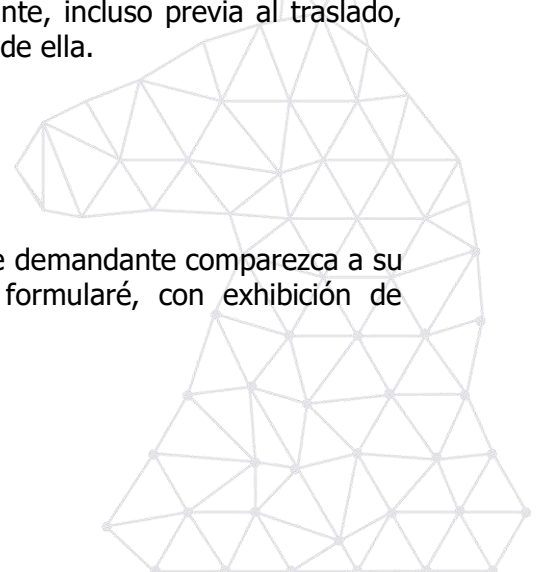 nte, incluso previa al traslado,
de ella.
e demandante comparezca a su
formularé, con exhibición de